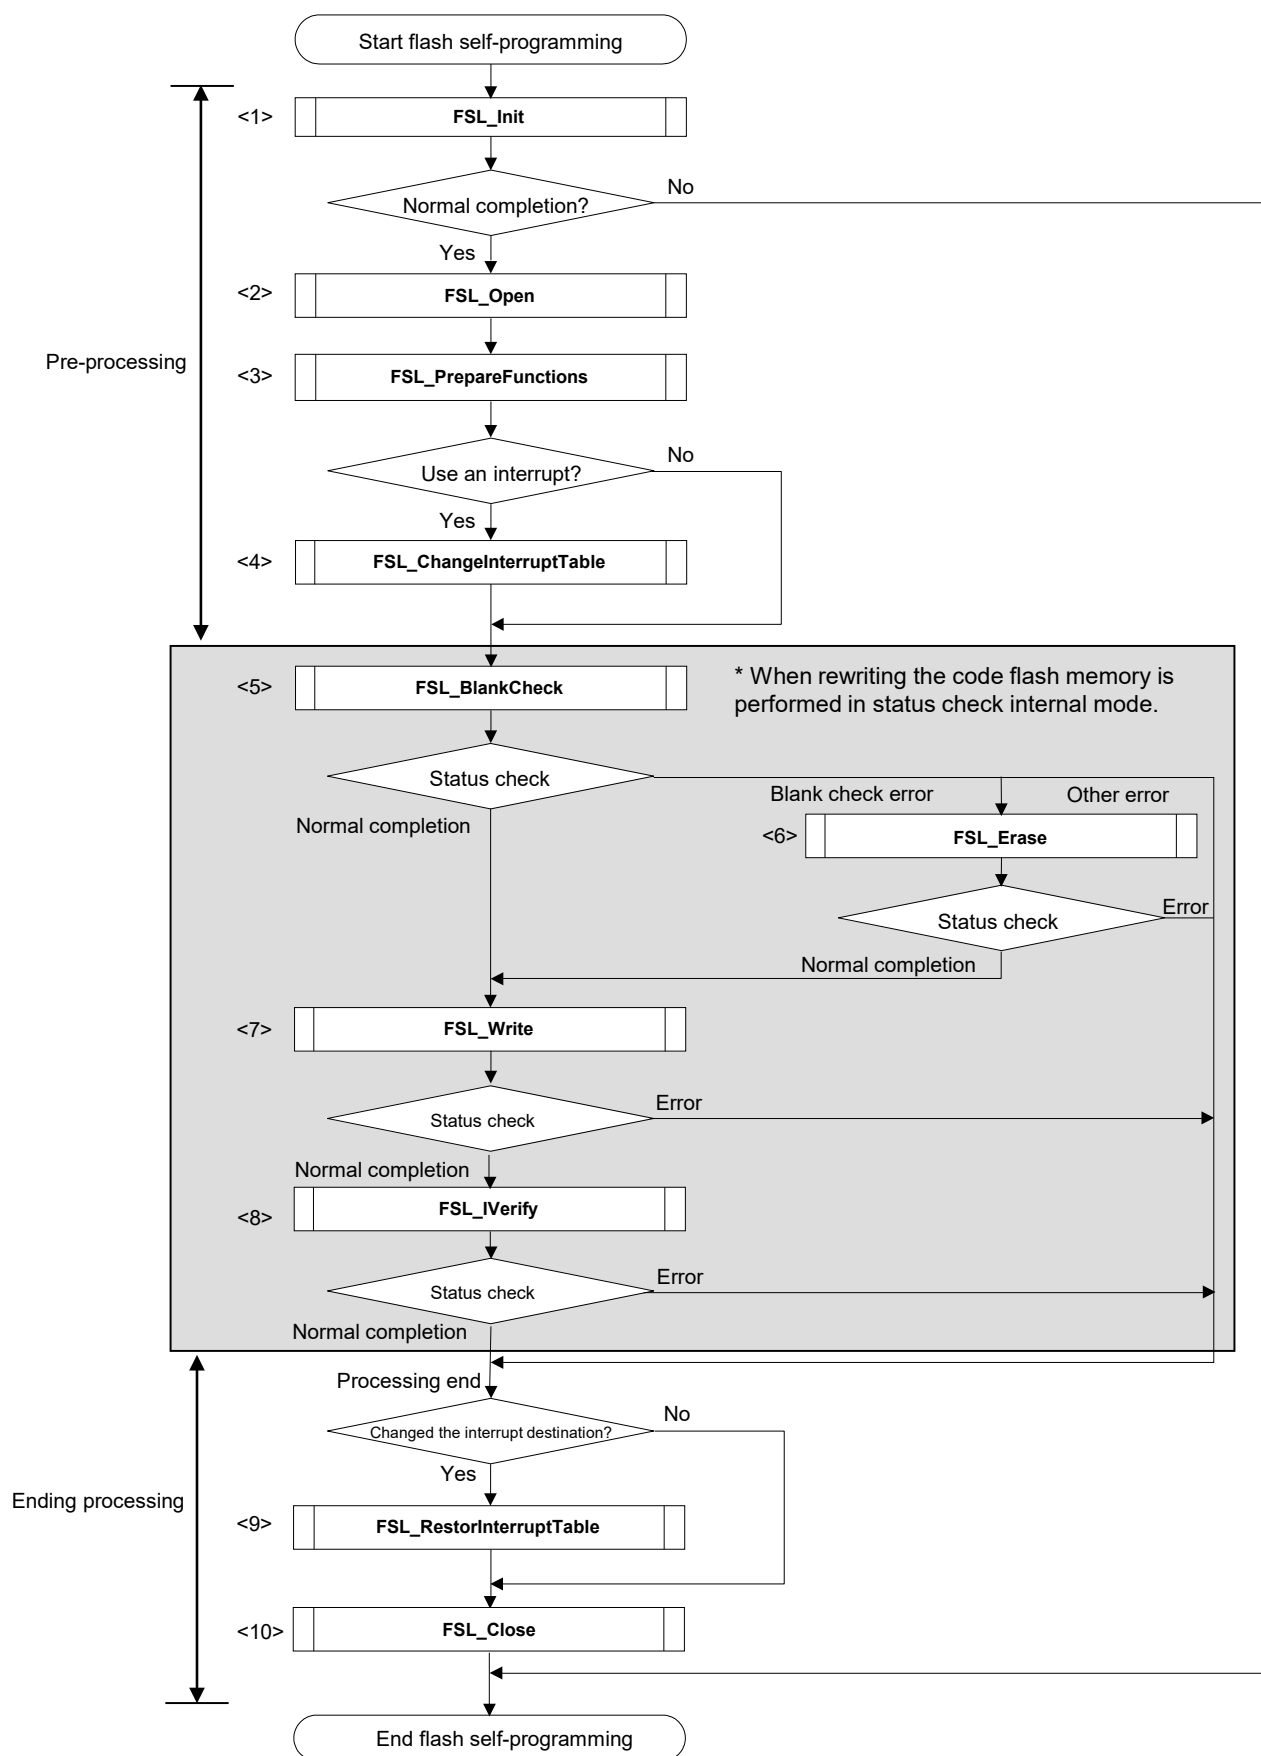 Start flash self-programming
<1>
FSL_Init
Normal completion?
No
Yes
<2>
FSL_Open
Pre-processing
<3>
FSL_PrepareFunctions
Use an interrupt?
No
Yes
<4>
FSL_ChangeInterruptTable
<5>
FSL_BlankCheck
* When rewriting the code flash memory is
performed in status check internal mode.
Status check
Blank check error
Other error
Normal completion
<6>
FSL_Erase
Status check
Error
Normal completion
<7>
FSL_Write
Status check
Error
Normal completion
<8>
FSL_IVerify
Status check
Error
Normal completion
Processing end
Changed the interrupt destination?
No
Yes
Ending processing
<9>
FSL_RestorInterruptTable
<10>
FSL_Close
End flash self-programming